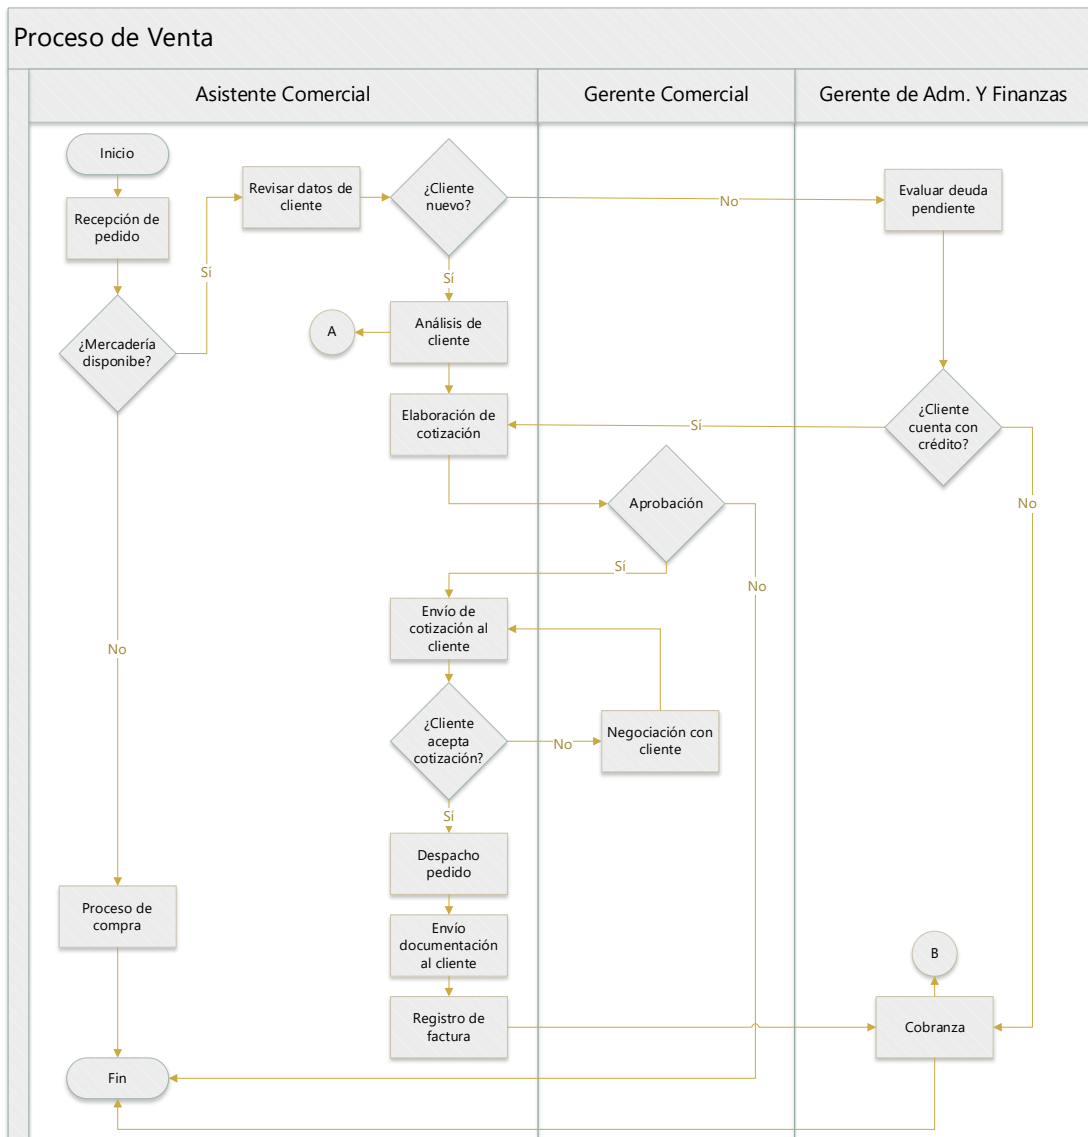 Proceso de Venta
Asistente Comercial
Gerente Comercial
Gerente de Adm. Y Finanzas
Inicio
Recepción de
pedido
¿Mercadería
disponibe?
Sí
No
Revisar datos de
cliente
¿Cliente
nuevo?
No
Sí
Evaluar deuda
pendiente
A
Análisis de
cliente
Elaboración de
cotización
Sí
¿Cliente
cuenta con
crédito?
No
Aprobación
Sí
No
Envío de
cotización al
cliente
¿Cliente
acepta
cotización?
No
Negociación con
cliente
Sí
Despacho
pedido
Proceso de
compra
Envío
documentación
al cliente
B
Registro de
factura
Cobranza
Fin